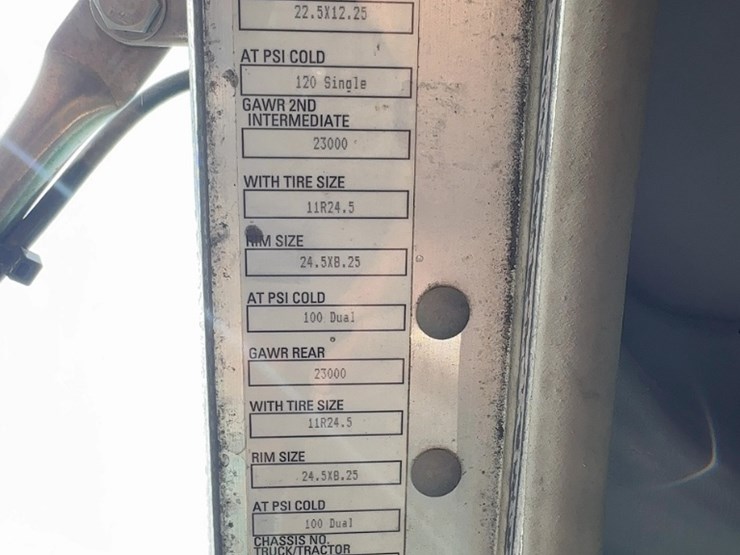 22.5X12.25
AT PSI COLD
120 Single
GAWR 2ND
INTERMEDIATE
23000
WITH TIRE SIZE
11R24.5
RIM SIZE
24.5X8.25
AT PSI COLD
100 Dual
GAWR REAR
23000
WITH TIRE SIZE
11R24.5
RIM SIZE
24.5X8.25
AT PSI COLD
100 Dual
CHASSIS NO.
TRUCK/TRACTOR